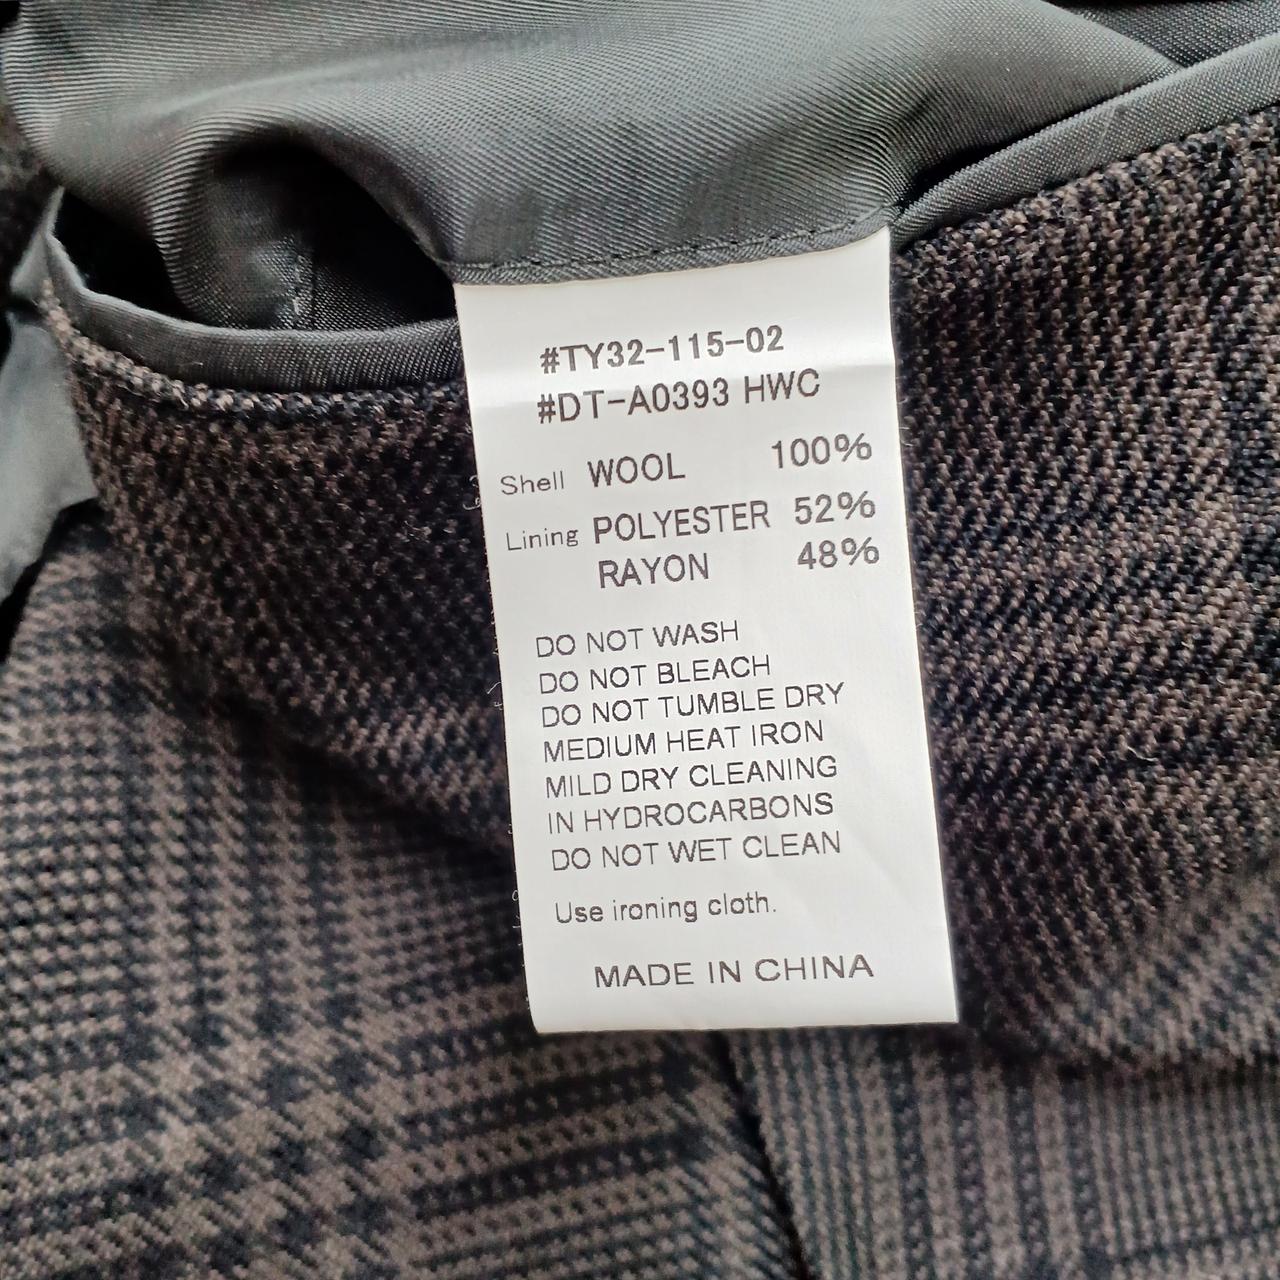 #TY32-115-02
#DT-A0393 HWC
Shell WOOL 100%
Lining POLYESTER 52%
RAYON 48%
DO NOT WASH
DO NOT BLEACH
DO NOT TUMBLE DRY
MEDIUM HEAT IRON
MILD DRY CLEANING
IN HYDROCARBONS
DO NOT WET CLEAN
Use ironing cloth.
MADE IN CHINA